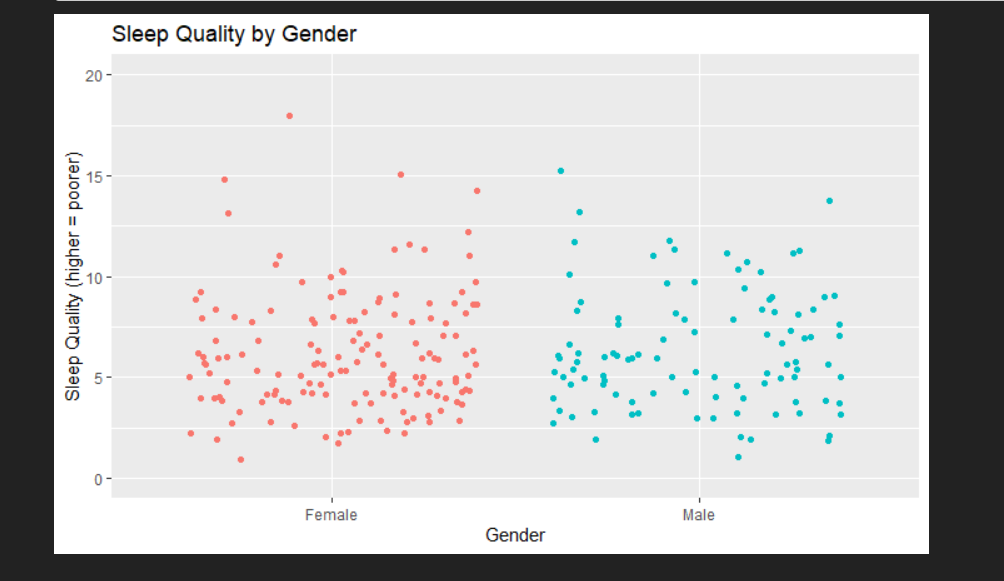 Sleep Quality by Gender
Sleep Quality (higher = poorer)
20
15
10
5
0
Female Male
Gender